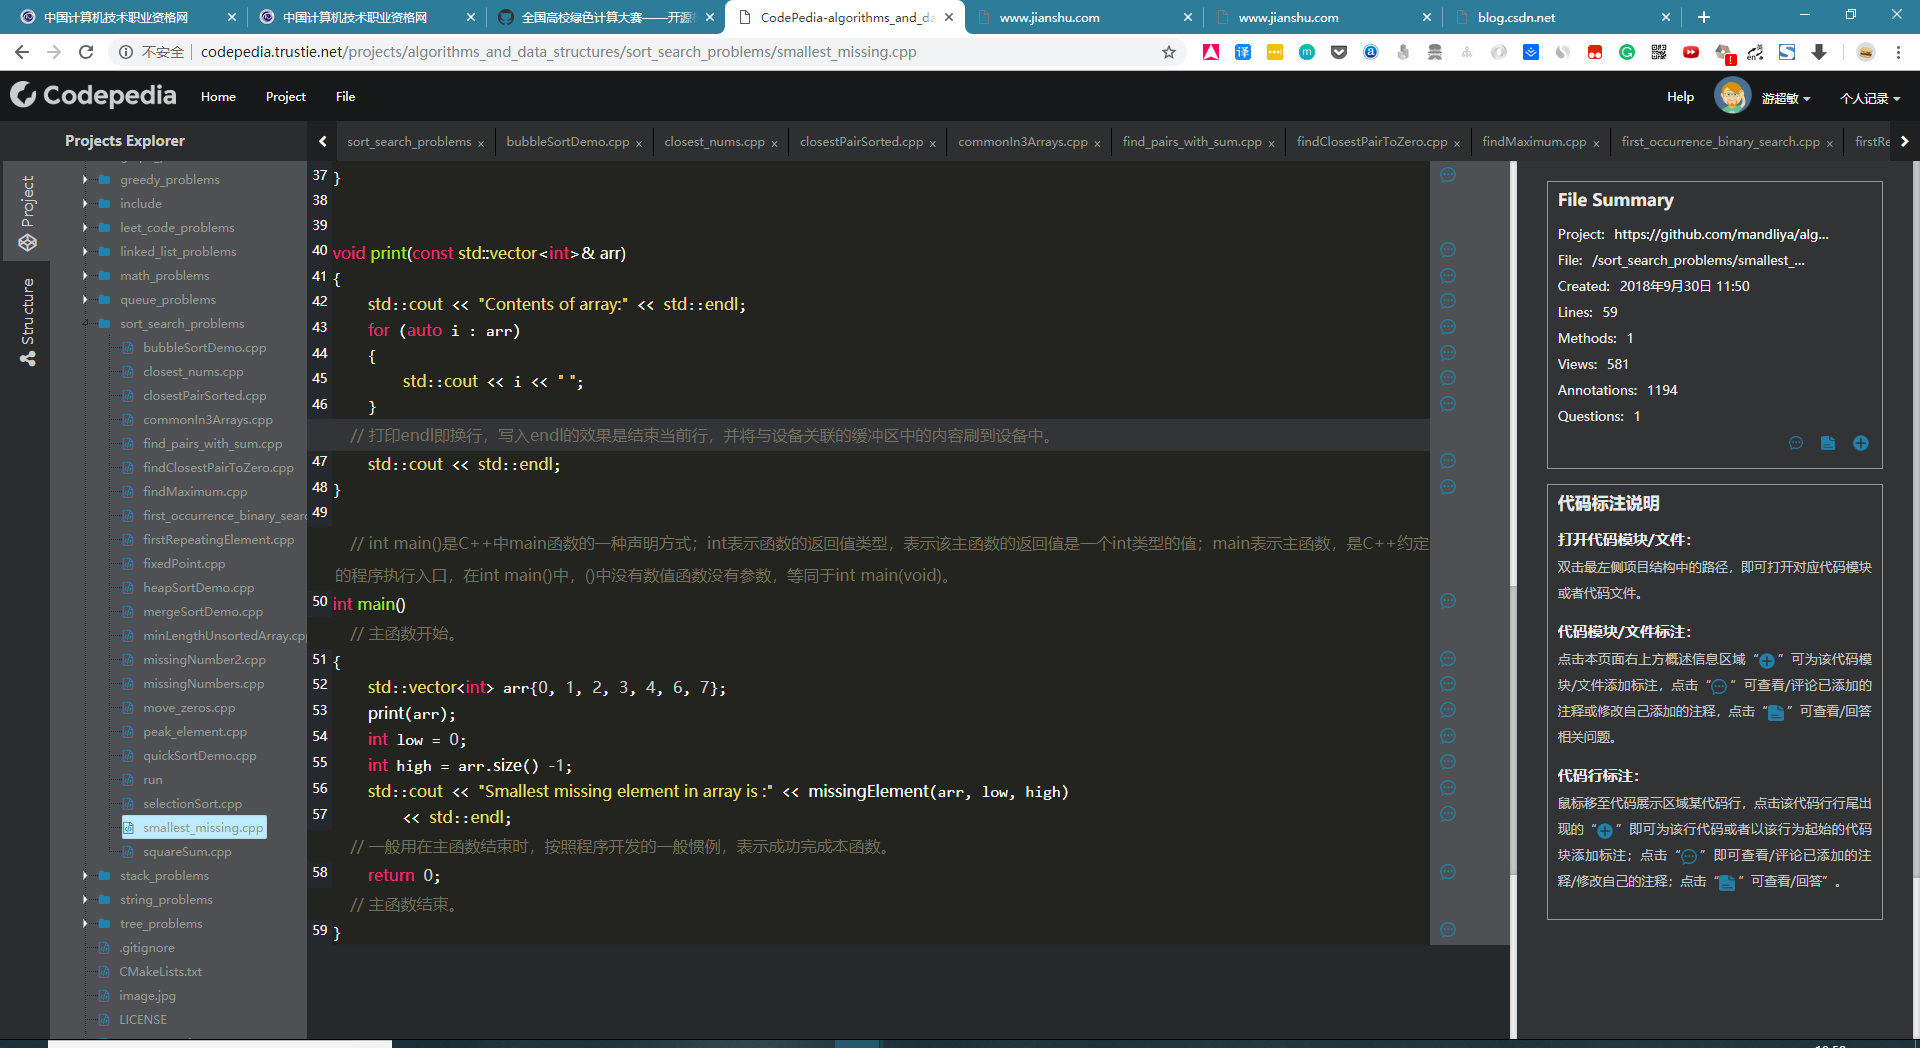 中国计算机技术职业资格网
中国计算机技术职业资格网
全国高校绿色计算大赛——开源
CodePedia-algorithms_and_da
www.jianshu.com
www.jianshu.com
blog.csdn.net
不安全
codepedia.trustie.net/projects/algorithms_and_data_structures/sort_search_problems/smallest_missing.cpp
Codepedia
Home
Project
File
Help
游超敏
个人记录
Projects Explorer
sort_search_problems ×
bubbleSortDemo.cpp ×
closest_nums.cpp ×
closestPairSorted.cpp ×
commonIn3Arrays.cpp ×
find_pairs_with_sum.cpp ×
findClosestPairToZero.cpp ×
findMaximum.cpp ×
first_occurrence_binary_search.cpp ×
firstRe
Project
Structure
greedy_problems
include
leet_code_problems
linked_list_problems
math_problems
queue_problems
sort_search_problems
bubbleSortDemo.cpp
closest_nums.cpp
closestPairSorted.cpp
commonIn3Arrays.cpp
find_pairs_with_sum.cpp
findClosestPairToZero.cpp
findMaximum.cpp
first_occurrence_binary_searc
firstRepeatingElement.cpp
fixedPoint.cpp
heapSortDemo.cpp
mergeSortDemo.cpp
minLengthUnsortedArray.cpp
missingNumber2.cpp
missingNumbers.cpp
move_zeros.cpp
peak_element.cpp
quickSortDemo.cpp
run
selectionSort.cpp
smallest_missing.cpp
squareSum.cpp
stack_problems
string_problems
tree_problems
.gitignore
CMakeLists.txt
image.jpg
LICENSE
37 }
38
39
40 void print(const std::vector<int>& arr)
41 {
42 std::cout << "Contents of array:" << std::endl;
43 for (auto i : arr)
44 {
45 std::cout << i << " ";
46 }
// 打印endl即换行，写入endl的效果是结束当前行，并将与设备关联的缓冲区中的内容刷到设备中。
47 std::cout << std::endl;
48 }
49
// int main()是C++中main函数的一种声明方式；int表示函数的返回值类型，表示该主函数的返回值是一个int类型的值；main表示主函数，是C++约定
的程序执行入口，在int main()中，()中没有数值函数没有参数，等同于int main(void)。
50 int main()
// 主函数开始。
51 {
52 std::vector<int> arr{0, 1, 2, 3, 4, 6, 7};
53 print(arr);
54 int low = 0;
55 int high = arr.size() -1;
56 std::cout << "Smallest missing element in array is :" << missingElement(arr, low, high)
57 << std::endl;
// 一般用在主函数结束时，按照程序开发的一般惯例，表示成功完成本函数。
58 return 0;
// 主函数结束。
59 }
File Summary
Project: https://github.com/mandliya/alg...
File: /sort_search_problems/smallest_...
Created: 2018年9月30日 11:50
Lines: 59
Methods: 1
Views: 581
Annotations: 1194
Questions: 1
代码标注说明
打开代码模块/文件：
双击最左侧项目结构中的路径，即可打开对应代码模块
或者代码文件。
代码模块/文件标注：
点击本页面右上方概述信息区域“ ”可为该代码模
块/文件添加标注，点击“ ”可查看/评论已添加的
注释或修改自己添加的注释，点击“ ”可查看/回答
相关问题。
代码行标注：
鼠标移至代码展示区域某代码行，点击该代码行行尾出
现的“ ”即可为该行代码或者以该行为起始的代码
块添加标注；点击“ ”即可查看/评论已添加的注
释/修改自己的注释；点击“ ”可查看/回答”。